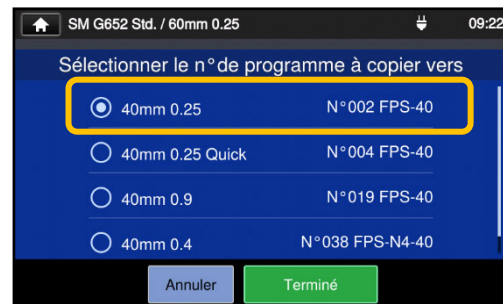 SM G652 Std. / 60mm 0.25 09:22
Sélectionner le n°de programme à copier vers
40mm 0.25 N°002 FPS-40
40mm 0.25 Quick N°004 FPS-40
40mm 0.9 N°019 FPS-40
40mm 0.4 N°038 FPS-N4-40
Annuler Terminé